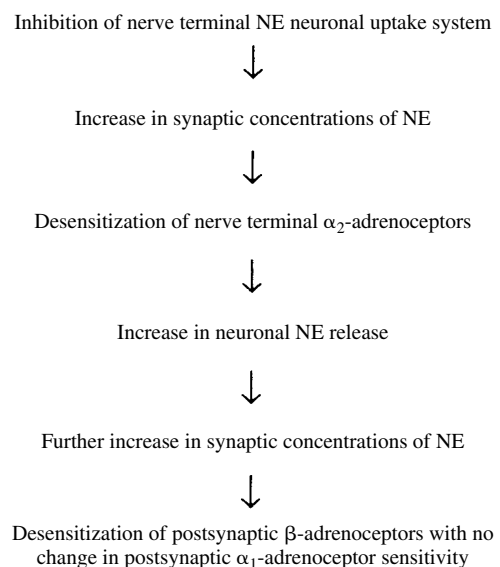 Inhibition of nerve terminal NE neuronal uptake system
Increase in synaptic concentrations of NE
Desensitization of nerve terminal α₂-adrenoceptors
Increase in neuronal NE release
Further increase in synaptic concentrations of NE
Desensitization of postsynaptic β-adrenoceptors with no
change in postsynaptic α₁-adrenoceptor sensitivity